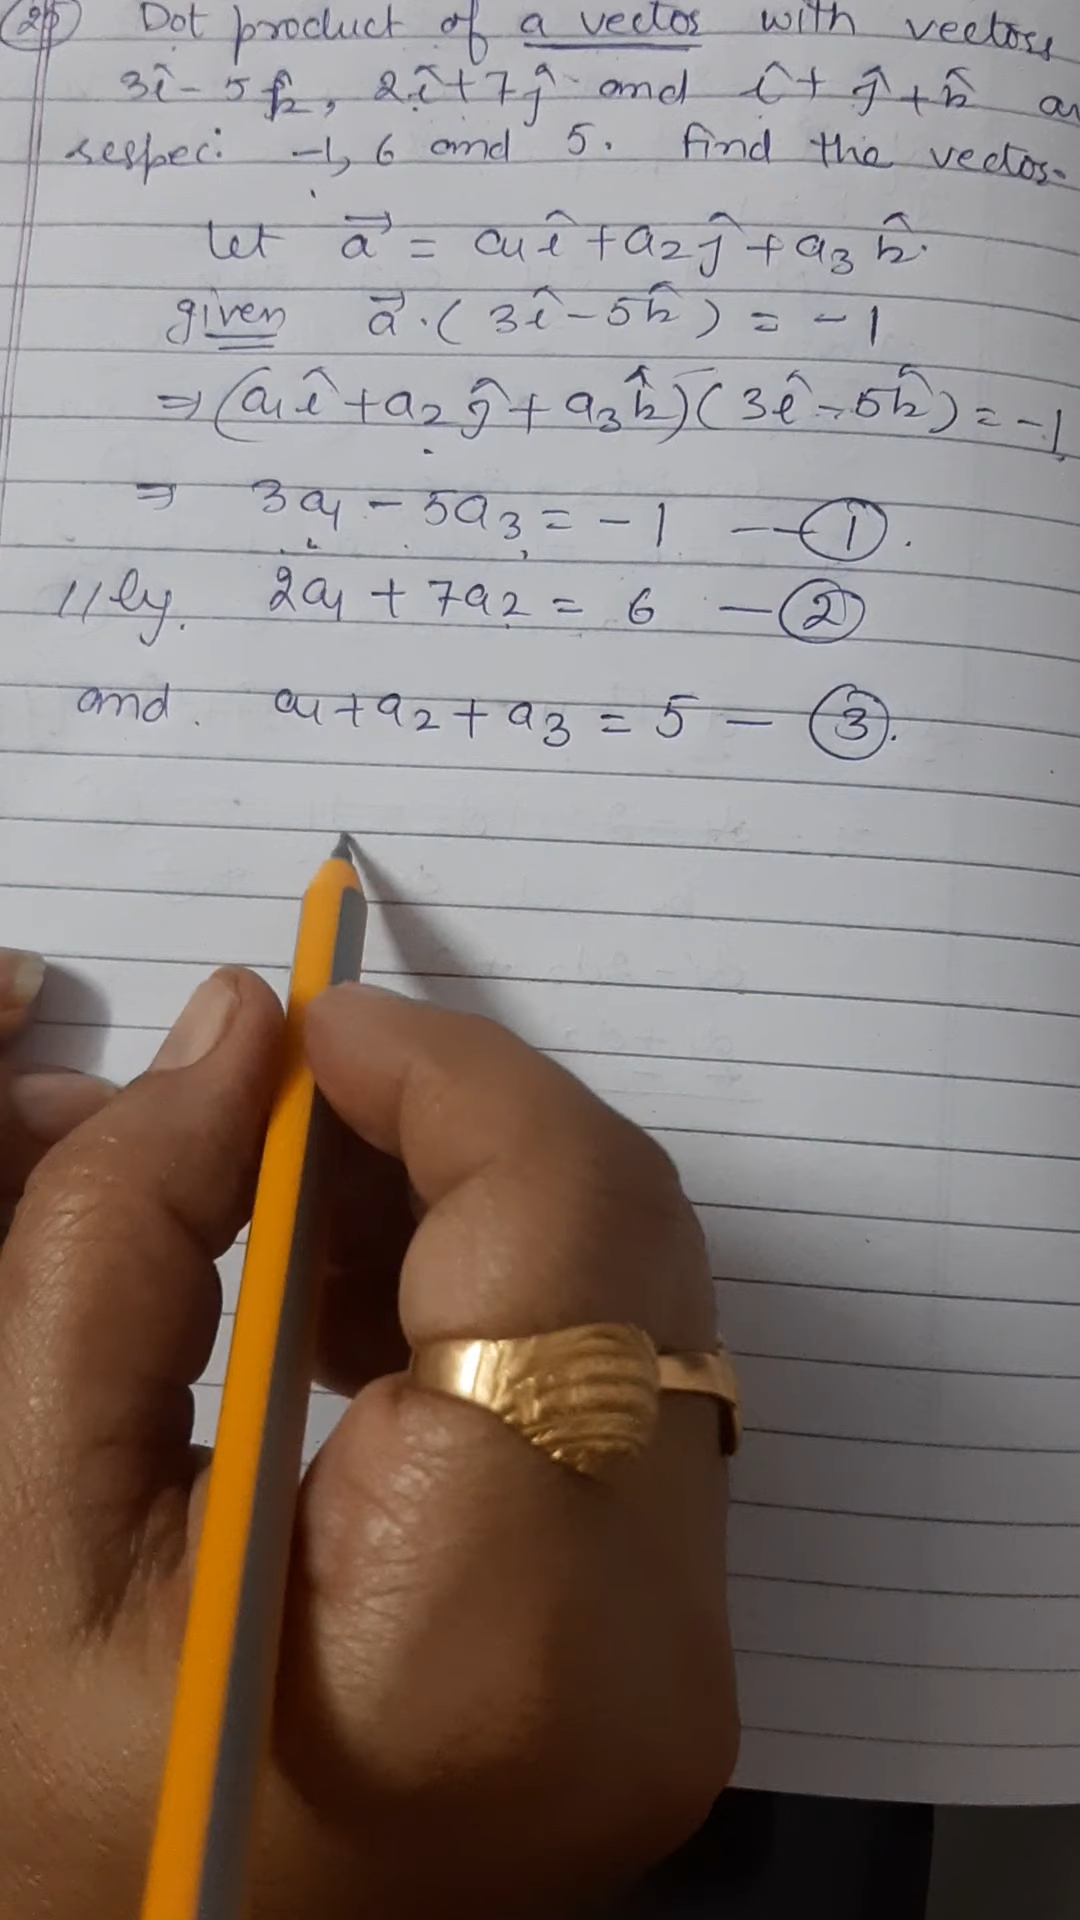 (25) Dot product of a vector with vectors
3î - 5k̂, 2î + 7ĵ and î + ĵ + k̂
respec. -1, 6 and 5. find the vector.
let a⃗ = a₁î + a₂ĵ + a₃k̂.
given a⃗.(3î - 5k̂) = -1
⇒ (a₁î + a₂ĵ + a₃k̂)(3î - 5k̂) = -1
⇒ 3a₁ - 5a₃ = -1 — ①.
//ly. 2a₁ + 7a₂ = 6 — ②
and. a₁ + a₂ + a₃ = 5 — ③.